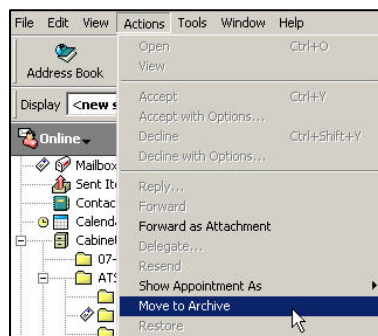 File Edit View Actions Tools Window Help
Address Book
Display <new s
Online
Mailbox
Sent Ite
Contac
Calend
Cabinet
07-
ATS
Open Ctrl+O
View
Accept Ctrl+Y
Accept with Options...
Decline Ctrl+Shift+Y
Decline with Options...
Reply...
Forward
Forward as Attachment
Delegate...
Resend
Show Appointment As
Move to Archive
Restore